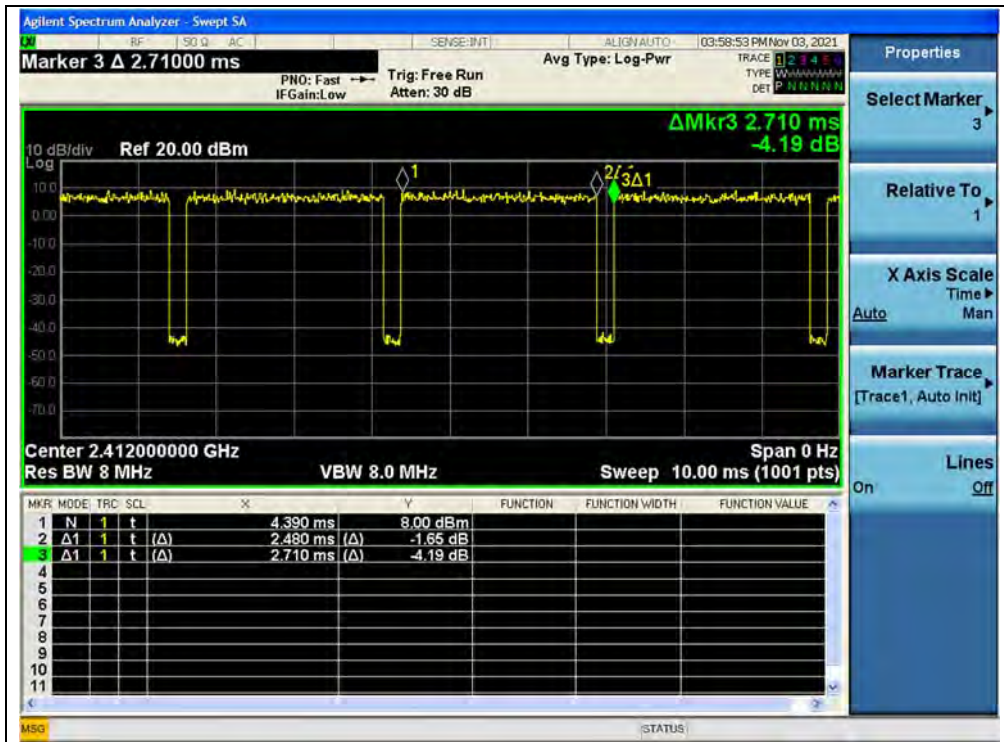 Agilent Spectrum Analyzer - Swept SA
RF 50 Ω AC SENSE:INT ALIGN AUTO 03:58:53 PM Nov 03, 2021
Marker 3 Δ 2.71000 ms
PNO: Fast Trig: Free Run Avg Type: Log-Pwr TRACE 1 2 3 4 5 6
IFGain:Low Atten: 30 dB TYPE
DET P N N N N N
ΔMkr3 2.710 ms
-4.19 dB
10 dB/div Ref 20.00 dBm
Log
10.0
0.00
-10.0
-20.0
-30.0
-40.0
-50.0
-60.0
-70.0
1
3Δ1
Center 2.412000000 GHz Span 0 Hz
Res BW 8 MHz VBW 8.0 MHz Sweep 10.00 ms (1001 pts)
MKR MODE TRC SCL X Y FUNCTION FUNCTION WIDTH FUNCTION VALUE
1 N 1 t 4.390 ms 8.00 dBm
2 Δ1 1 t (Δ) 2.480 ms (Δ) -1.65 dB
3 Δ1 1 t (Δ) 2.710 ms (Δ) -4.19 dB
4
5
6
7
8
9
10
11
MSG STATUS
Properties
Select Marker
3
Relative To
1
X Axis Scale
Time
Auto Man
Marker Trace
[Trace1, Auto Init]
Lines
On Off